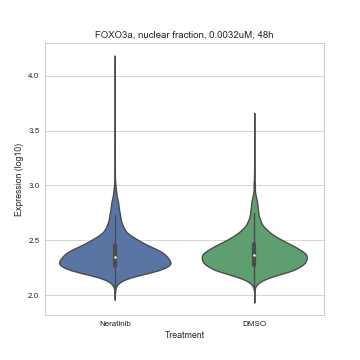 FOXO3a, nuclear fraction, 0.0032uM, 48h
Expression (log10)
4.0
3.5
3.0
2.5
2.0
Neratinib
DMSO
Treatment